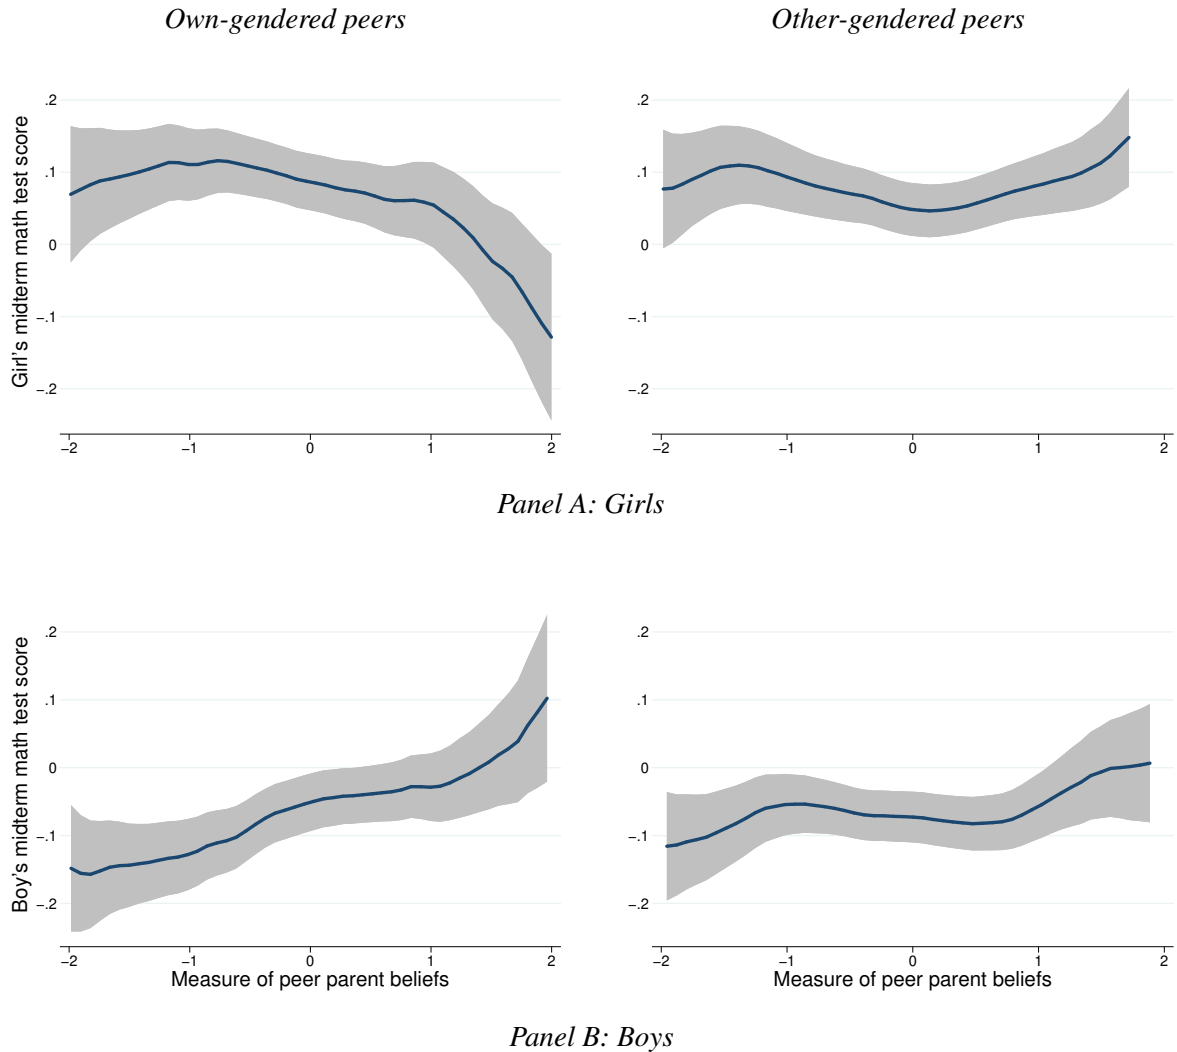 Own-gendered peers
Other-gendered peers
Girl's midterm math test score
.2
.1
0
−.1
−.2
−2 −1 0 1 2
.2
.1
0
−.1
−.2
−2 −1 0 1 2
Panel A: Girls
Boy's midterm math test score
.2
.1
0
−.1
−.2
−2 −1 0 1 2
Measure of peer parent beliefs
.2
.1
0
−.1
−.2
−2 −1 0 1 2
Measure of peer parent beliefs
Panel B: Boys